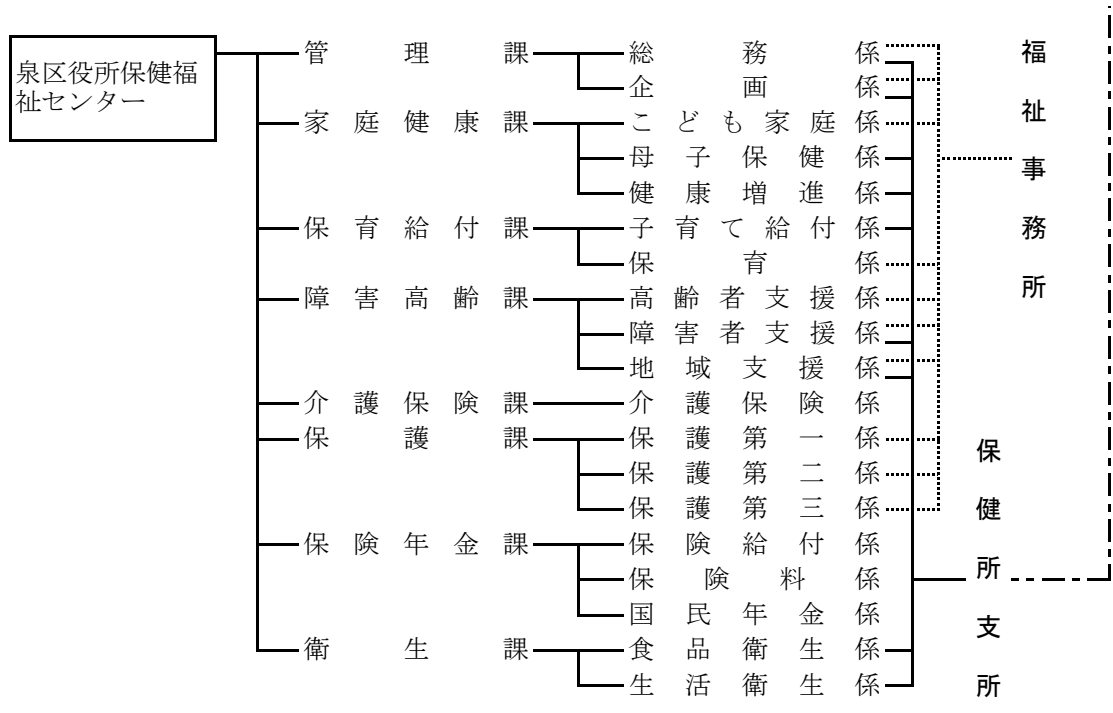 泉区役所保健福
祉センター
管理課
総務係
企画係
家庭健康課
こども家庭係
母子保健係
健康増進係
保育給付課
子育て給付係
保育係
障害高齢課
高齢者支援係
障害者支援係
地域支援係
介護保険課
介護保険係
保護課
保護第一係
保護第二係
保護第三係
保険年金課
保険給付係
保険料係
国民年金係
衛生課
食品衛生係
生活衛生係
福祉事務所
保健所支所